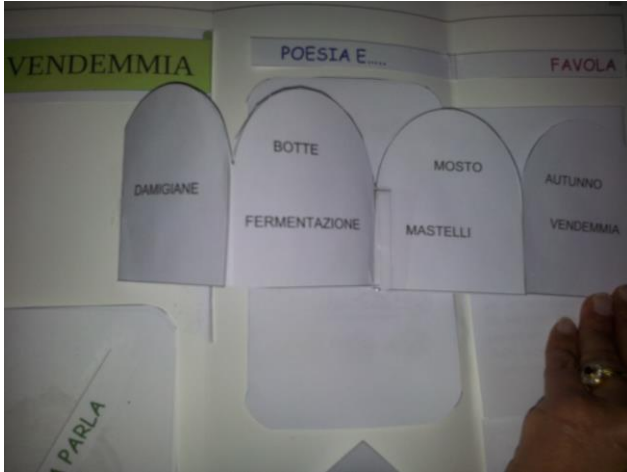 VENDEMMIA
POESIA E....
FAVOLA
DAMIGIANE
BOTTE
FERMENTAZIONE
MOSTO
MASTELLI
AUTUNNO
VENDEMMIA
A PARLA